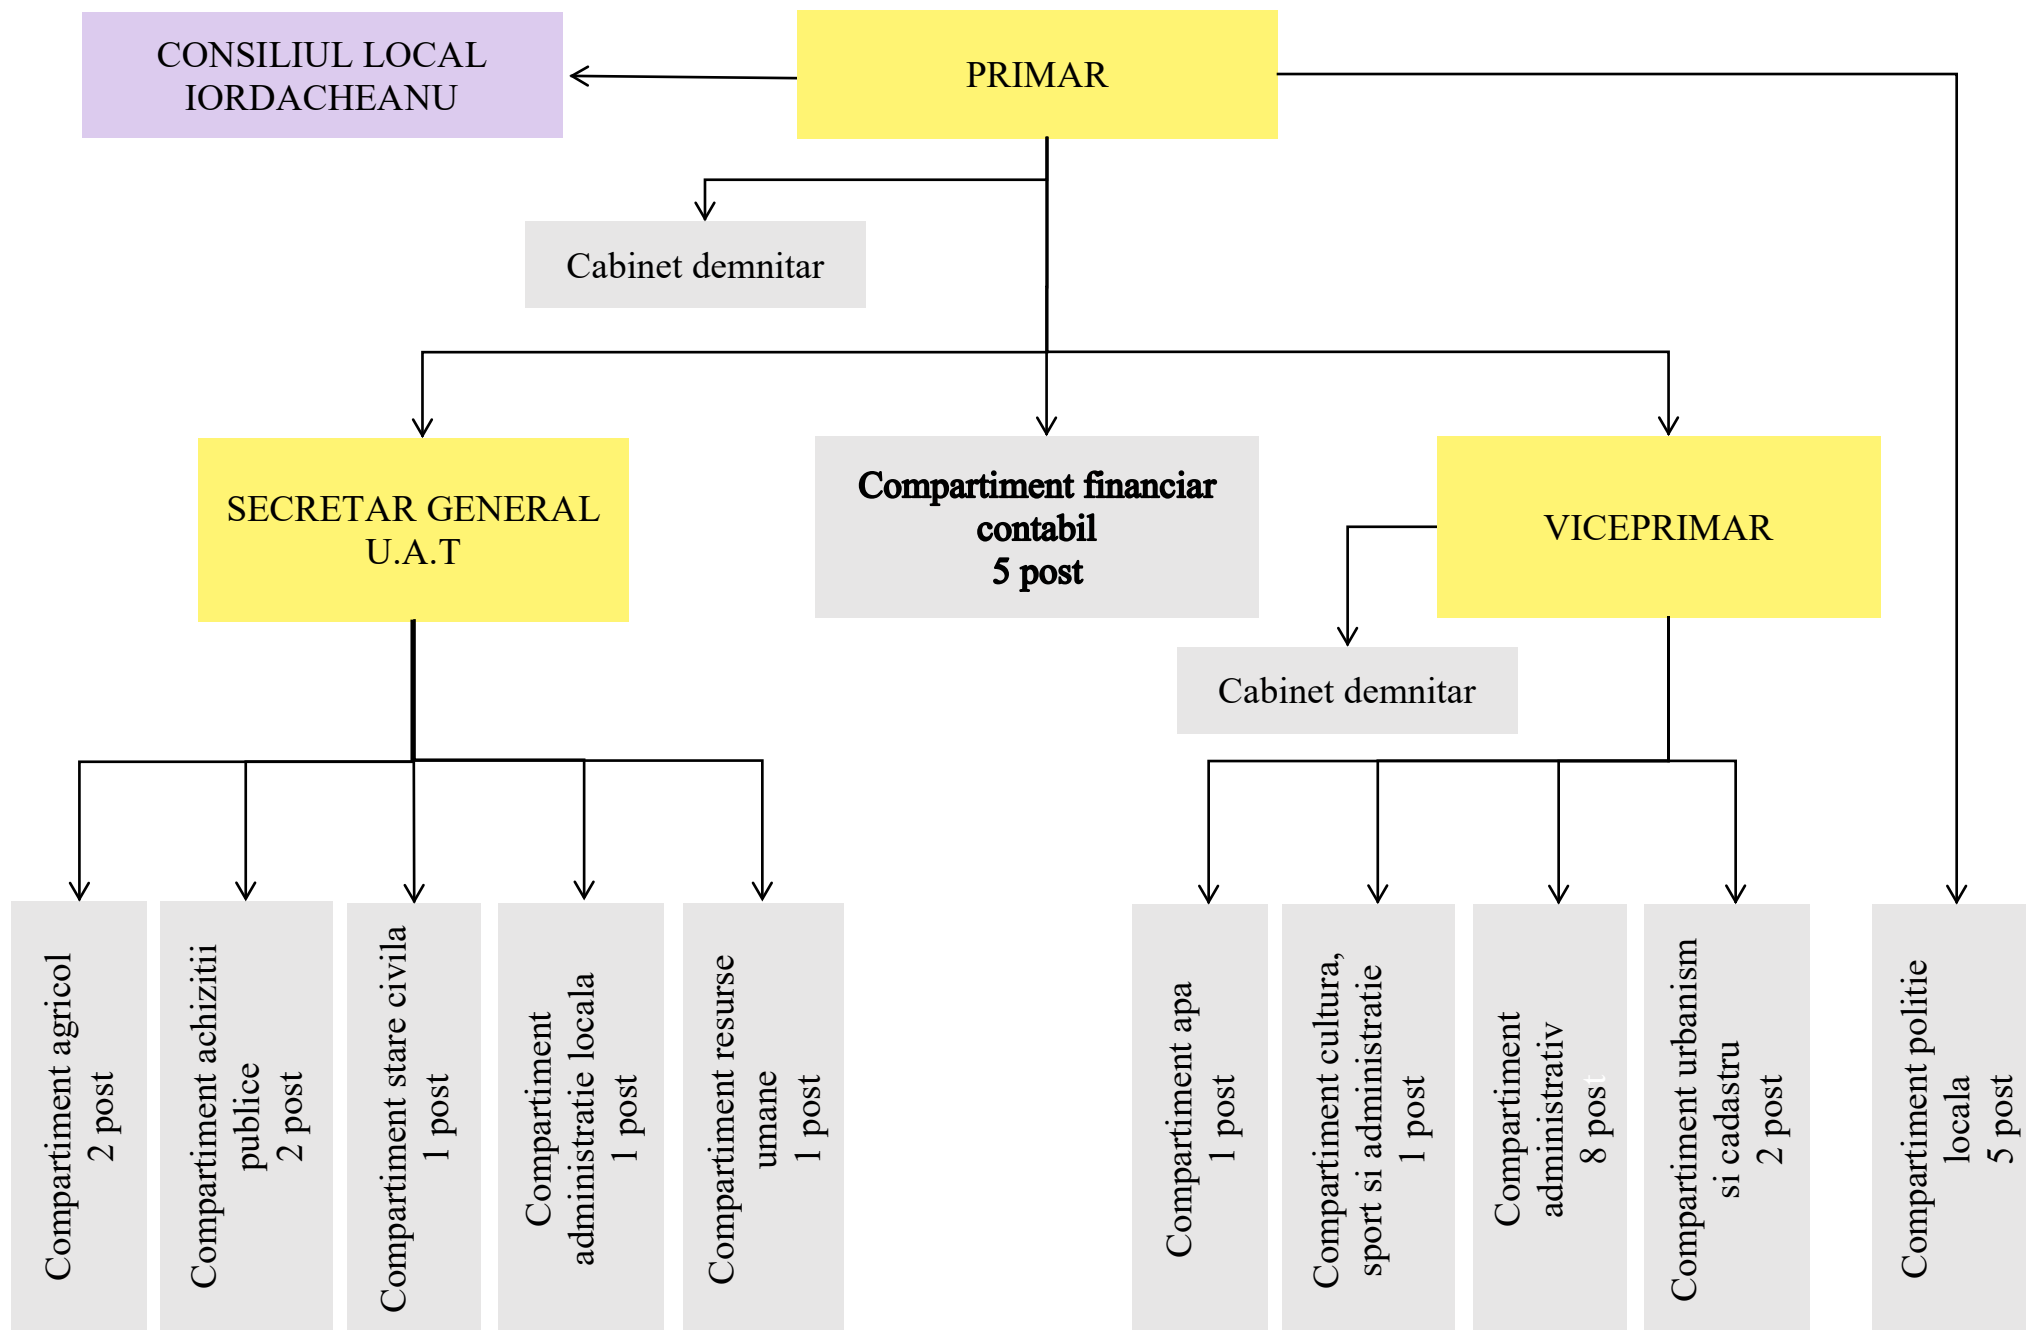 CONSILIUL LOCAL
IORDACHEANU
PRIMAR
Cabinet demnitar
SECRETAR GENERAL
U.A.T
Compartiment financiar
contabil
5 post
VICEPRIMAR
Cabinet demnitar
Compartiment agricol
2 post
Compartiment achizitii
publice
2 post
Compartiment stare civila
1 post
Compartiment
administratie locala
1 post
Compartiment resurse
umane
1 post
Compartiment apa
1 post
Compartiment cultura,
sport si administratie
1 post
Compartiment
administrativ
8 post
Compartiment urbanism
si cadastru
2 post
Compartiment politie
locala
5 post